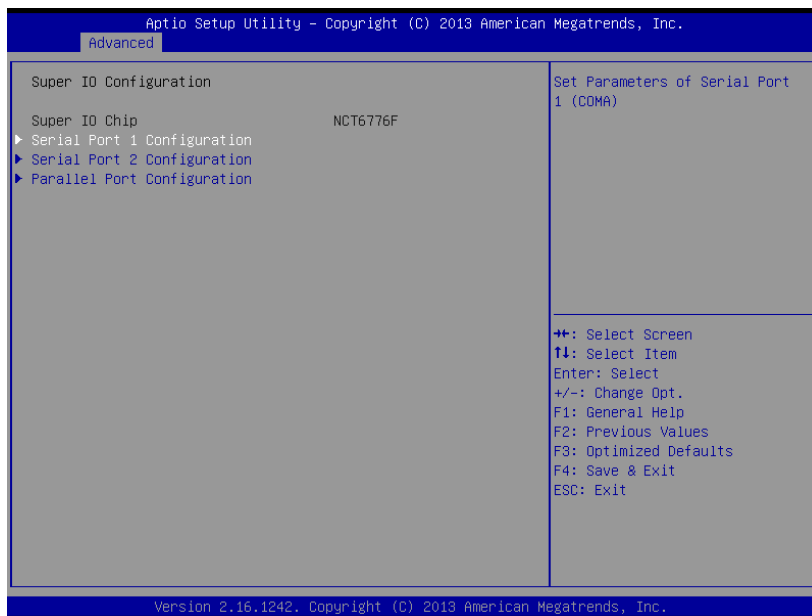 Aptio Setup Utility – Copyright (C) 2013 American Megatrends, Inc.
Advanced
Super IO Configuration
Super IO Chip NCT6776F
▶ Serial Port 1 Configuration
▶ Serial Port 2 Configuration
▶ Parallel Port Configuration
Set Parameters of Serial Port
1 (COMA)
→←: Select Screen
↑↓: Select Item
Enter: Select
+/-: Change Opt.
F1: General Help
F2: Previous Values
F3: Optimized Defaults
F4: Save & Exit
ESC: Exit
Version 2.16.1242. Copyright (C) 2013 American Megatrends, Inc.